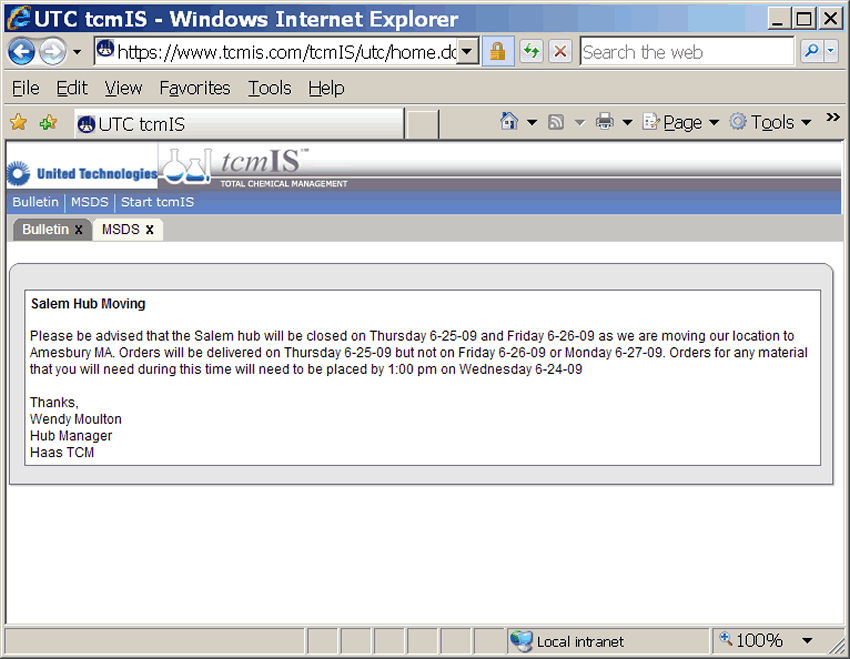 UTC tcmIS - Windows Internet Explorer
https://www.tcmis.com/tcmIS/utc/home.do
Search the web
File Edit View Favorites Tools Help
UTC tcmIS
Page Tools »
United Technologies
tcmIS™
TOTAL CHEMICAL MANAGEMENT
Bulletin MSDS Start tcmIS
Bulletin X MSDS X
Salem Hub Moving
Please be advised that the Salem hub will be closed on Thursday 6-25-09 and Friday 6-26-09 as we are moving our location to
Amesbury MA. Orders will be delivered on Thursday 6-25-09 but not on Friday 6-26-09 or Monday 6-27-09. Orders for any material
that you will need during this time will need to be placed by 1:00 pm on Wednesday 6-24-09
Thanks,
Wendy Moulton
Hub Manager
Haas TCM
Local intranet
100%